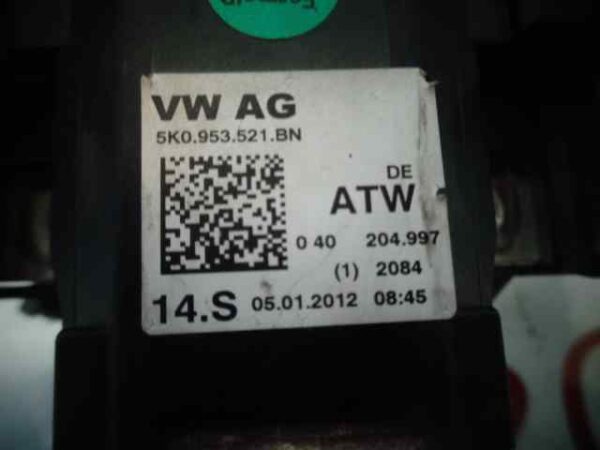 VW AG
5K0.953.521.BN
DE
ATW
0 40 204.997
(1) 2084
14.S 05.01.2012 08:45